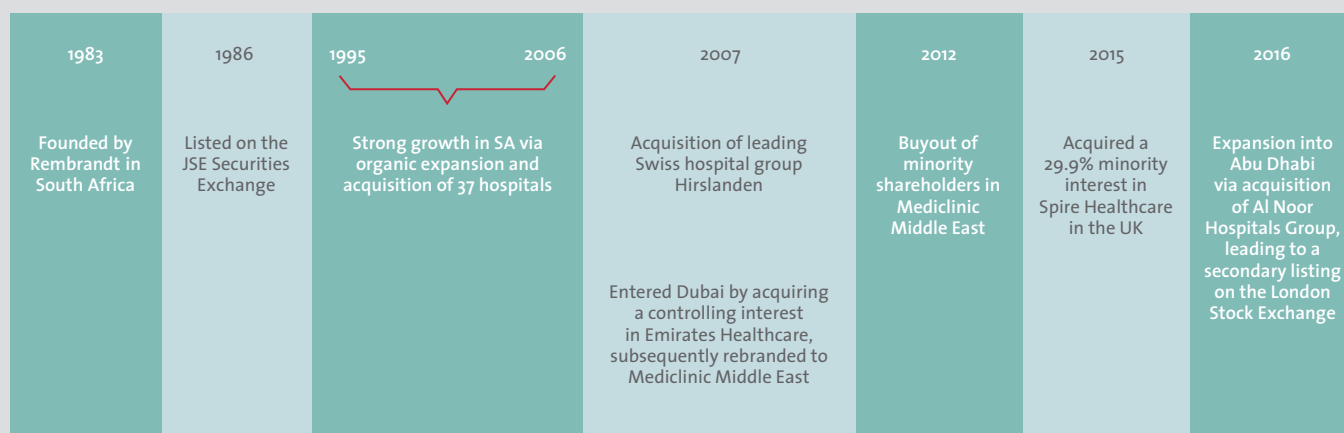 1983
Founded by
Rembrandt in
South Africa
1986
Listed on the
JSE Securities
Exchange
1995 2006
Strong growth in SA via
organic expansion and
acquisition of 37 hospitals
2007
Acquisition of leading
Swiss hospital group
Hirslanden
Entered Dubai by acquiring
a controlling interest
in Emirates Healthcare,
subsequently rebranded to
Mediclinic Middle East
2012
Buyout of
minority
shareholders in
Mediclinic
Middle East
2015
Acquired a
29.9% minority
interest in
Spire Healthcare
in the UK
2016
Expansion into
Abu Dhabi
via acquisition
of Al Noor
Hospitals Group,
leading to a
secondary listing
on the London
Stock Exchange